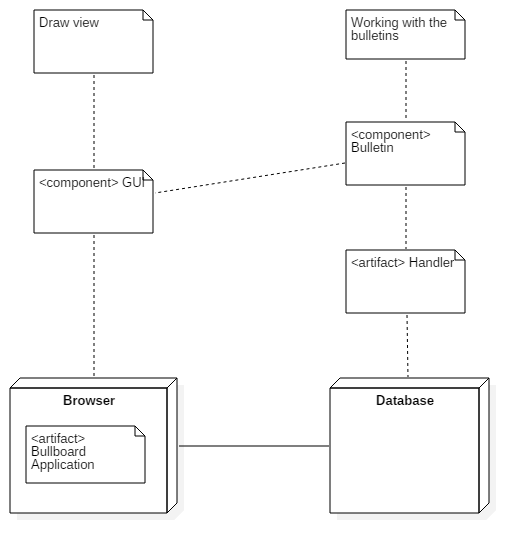 Draw view
Working with the
bulletins
<component> GUI
<component>
Bulletin
<artifact> Handler
Browser
Database
<artifact>
Bullboard
Application